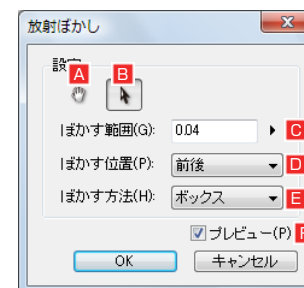 放射ぼかし
設定
A B
ぼかす範囲(G): 0.04 C
ぼかす位置(P): 前後 D
ぼかす方法(H): ボックス E
プレビュー(P) F
OK キャンセル